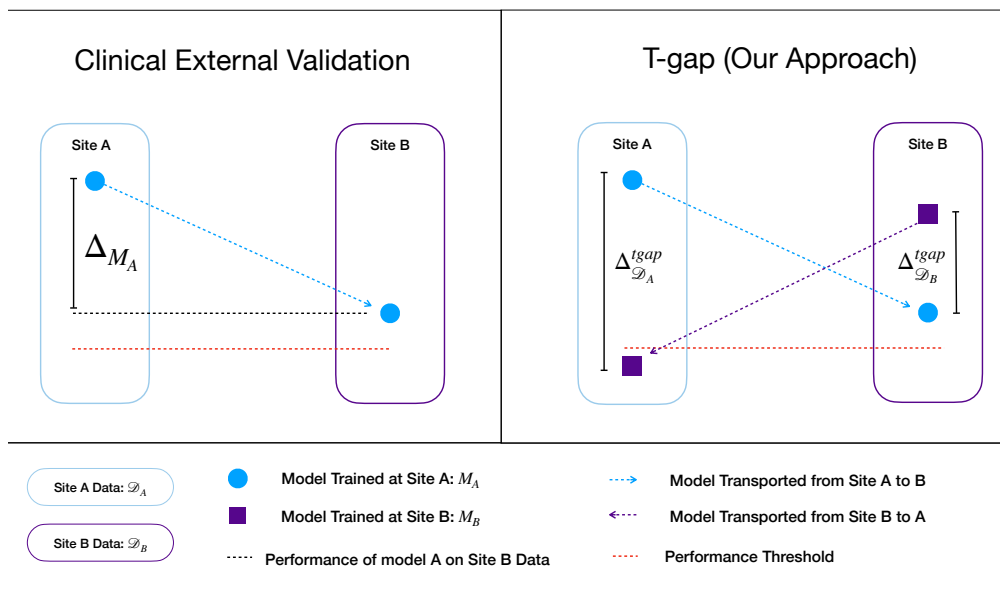 Clinical External Validation
Site A
Site B
Δ_{M_A}
T-gap (Our Approach)
Site A
Site B
Δ^{tgap}_{𝒟_A}
Δ^{tgap}_{𝒟_B}
Site A Data: 𝒟_A
Site B Data: 𝒟_B
Model Trained at Site A: M_A
Model Trained at Site B: M_B
Performance of model A on Site B Data
Model Transported from Site A to B
Model Transported from Site B to A
Performance Threshold